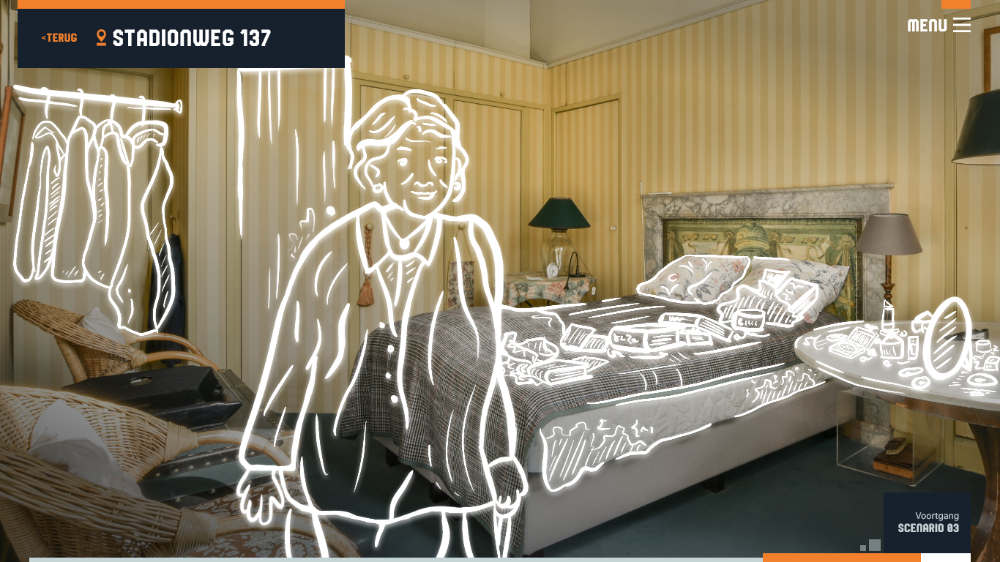 <TERUG
STADIONWEG 137
MENU
Voortgang
SCENARIO 03